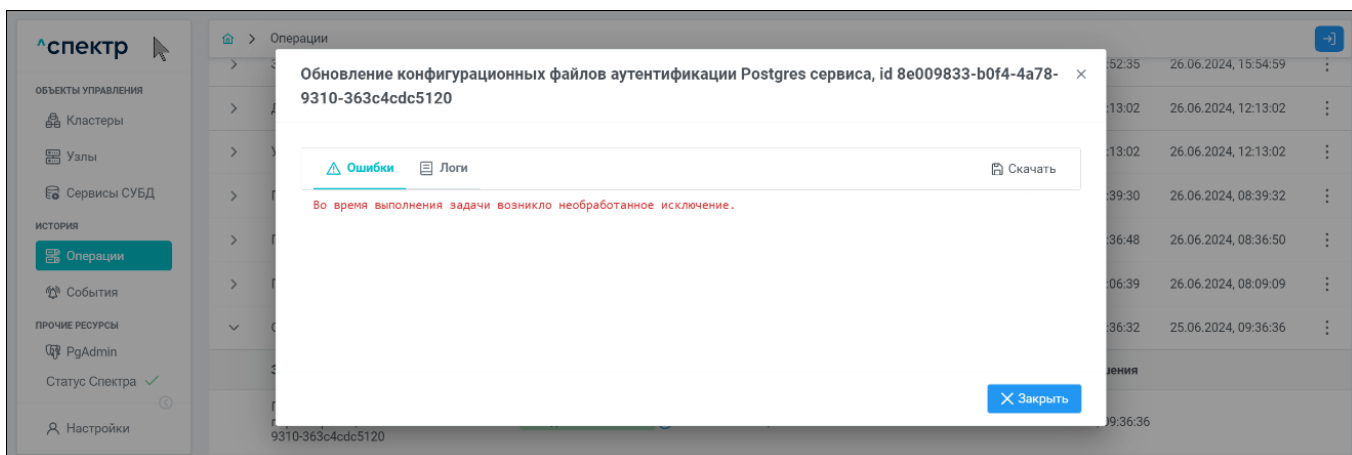 ^спектр
ОБЪЕКТЫ УПРАВЛЕНИЯ
Кластеры
Узлы
Сервисы СУБД
ИСТОРИЯ
Операции
События
ПРОЧИЕ РЕСУРСЫ
PgAdmin
Статус Спектра
Настройки
> Операции
:52:35 26.06.2024, 15:54:59
:13:02 26.06.2024, 12:13:02
:13:02 26.06.2024, 12:13:02
:39:30 26.06.2024, 08:39:32
:36:48 26.06.2024, 08:36:50
:06:39 26.06.2024, 08:09:09
:36:32 25.06.2024, 09:36:36
09:36:36
9310-363c4cdc5120
Обновление конфигурационных файлов аутентификации Postgres сервиса, id 8e009833-b0f4-4a78-
9310-363c4cdc5120
Ошибки Логи Скачать
Во время выполнения задачи возникло необработанное исключение.
Закрыть